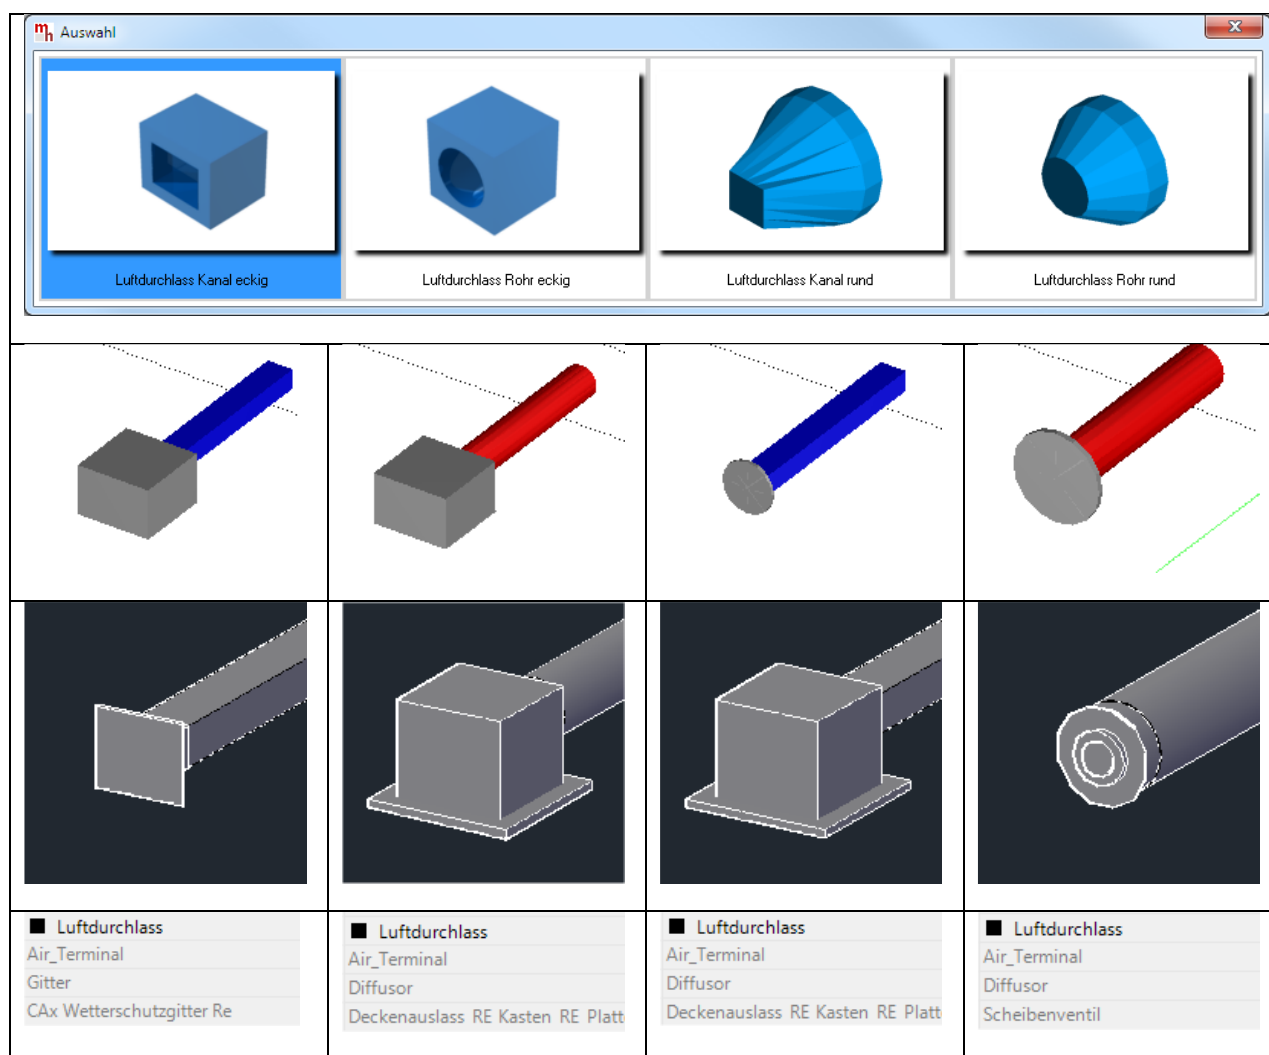 mh Auswahl
Luftdurchlass Kanal eckig
Luftdurchlass Rohr eckig
Luftdurchlass Kanal rund
Luftdurchlass Rohr rund
Luftdurchlass
Air_Terminal
Gitter
CAx Wetterschutzgitter Re
Luftdurchlass
Air_Terminal
Diffusor
Deckenauslass RE Kasten RE Platt
Luftdurchlass
Air_Terminal
Diffusor
Deckenauslass RE Kasten RE Platt
Luftdurchlass
Air_Terminal
Diffusor
Scheibenventil